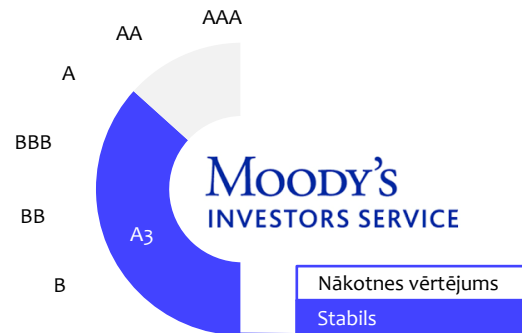 AAA
AA
A
BBB
BB
B
A3
MOODY'S
INVESTORS SERVICE
Nākotnes vērtējums
Stabils